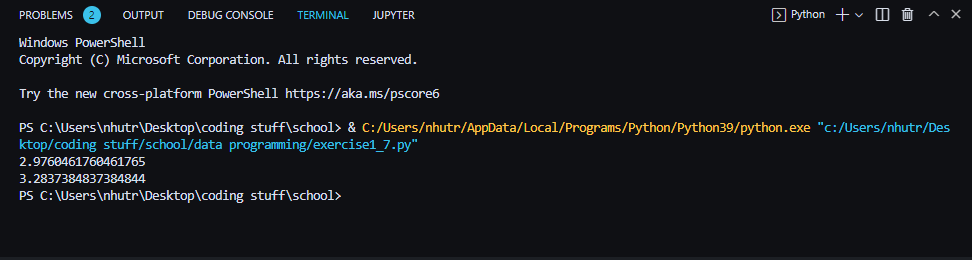 PROBLEMS 2 OUTPUT DEBUG CONSOLE TERMINAL JUPYTER Python
Windows PowerShell
Copyright (C) Microsoft Corporation. All rights reserved.
Try the new cross-platform PowerShell https://aka.ms/pscore6
PS C:\Users\nhutr\Desktop\coding stuff\school> & C:/Users/nhutr/AppData/Local/Programs/Python/Python39/python.exe "c:/Users/nhutr/Des
ktop/coding stuff/school/data programming/exercise1_7.py"
2.9760461760461765
3.2837384837384844
PS C:\Users\nhutr\Desktop\coding stuff\school>